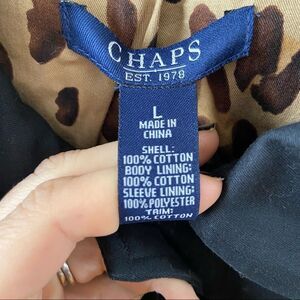 CHAPS
EST. 1978
L
MADE IN
CHINA
SHELL:
100% COTTON
BODY LINING:
100% COTTON
SLEEVE LINING:
100% POLYESTER
TRIM:
100% COTTON